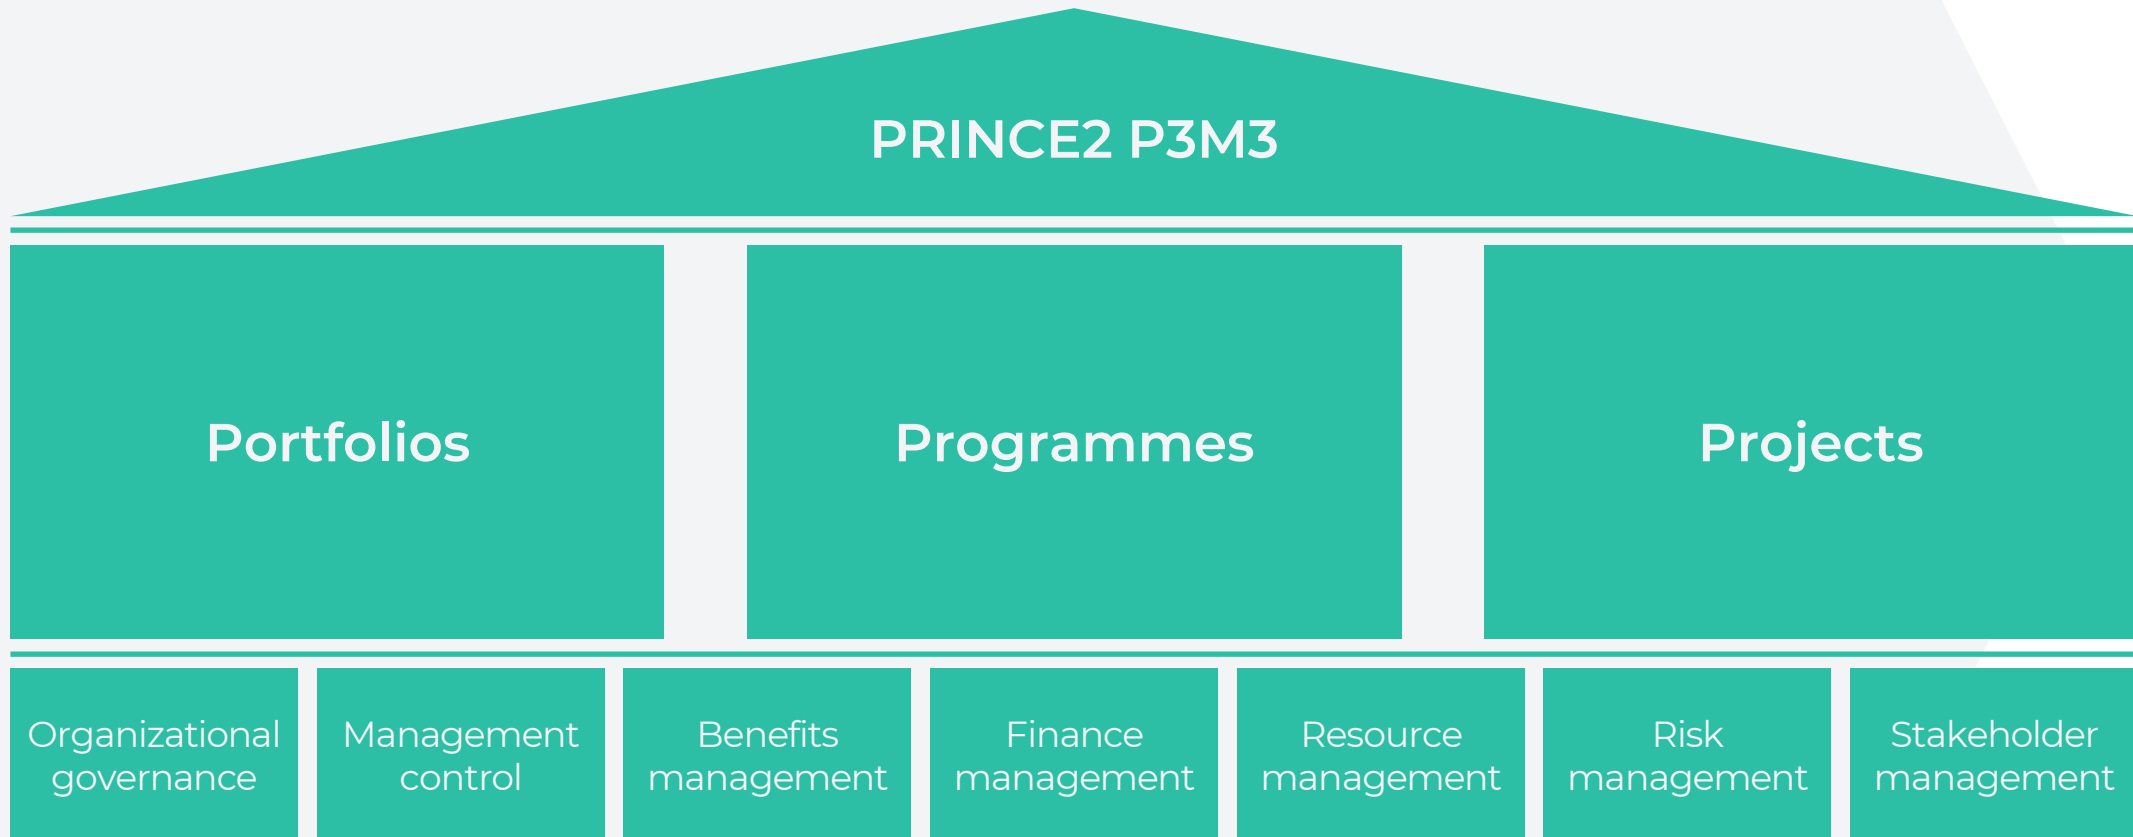 PRINCE2 P3M3
Portfolios
Programmes
Projects
Organizational
governance
Management
control
Benefits
management
Finance
management
Resource
management
Risk
management
Stakeholder
management